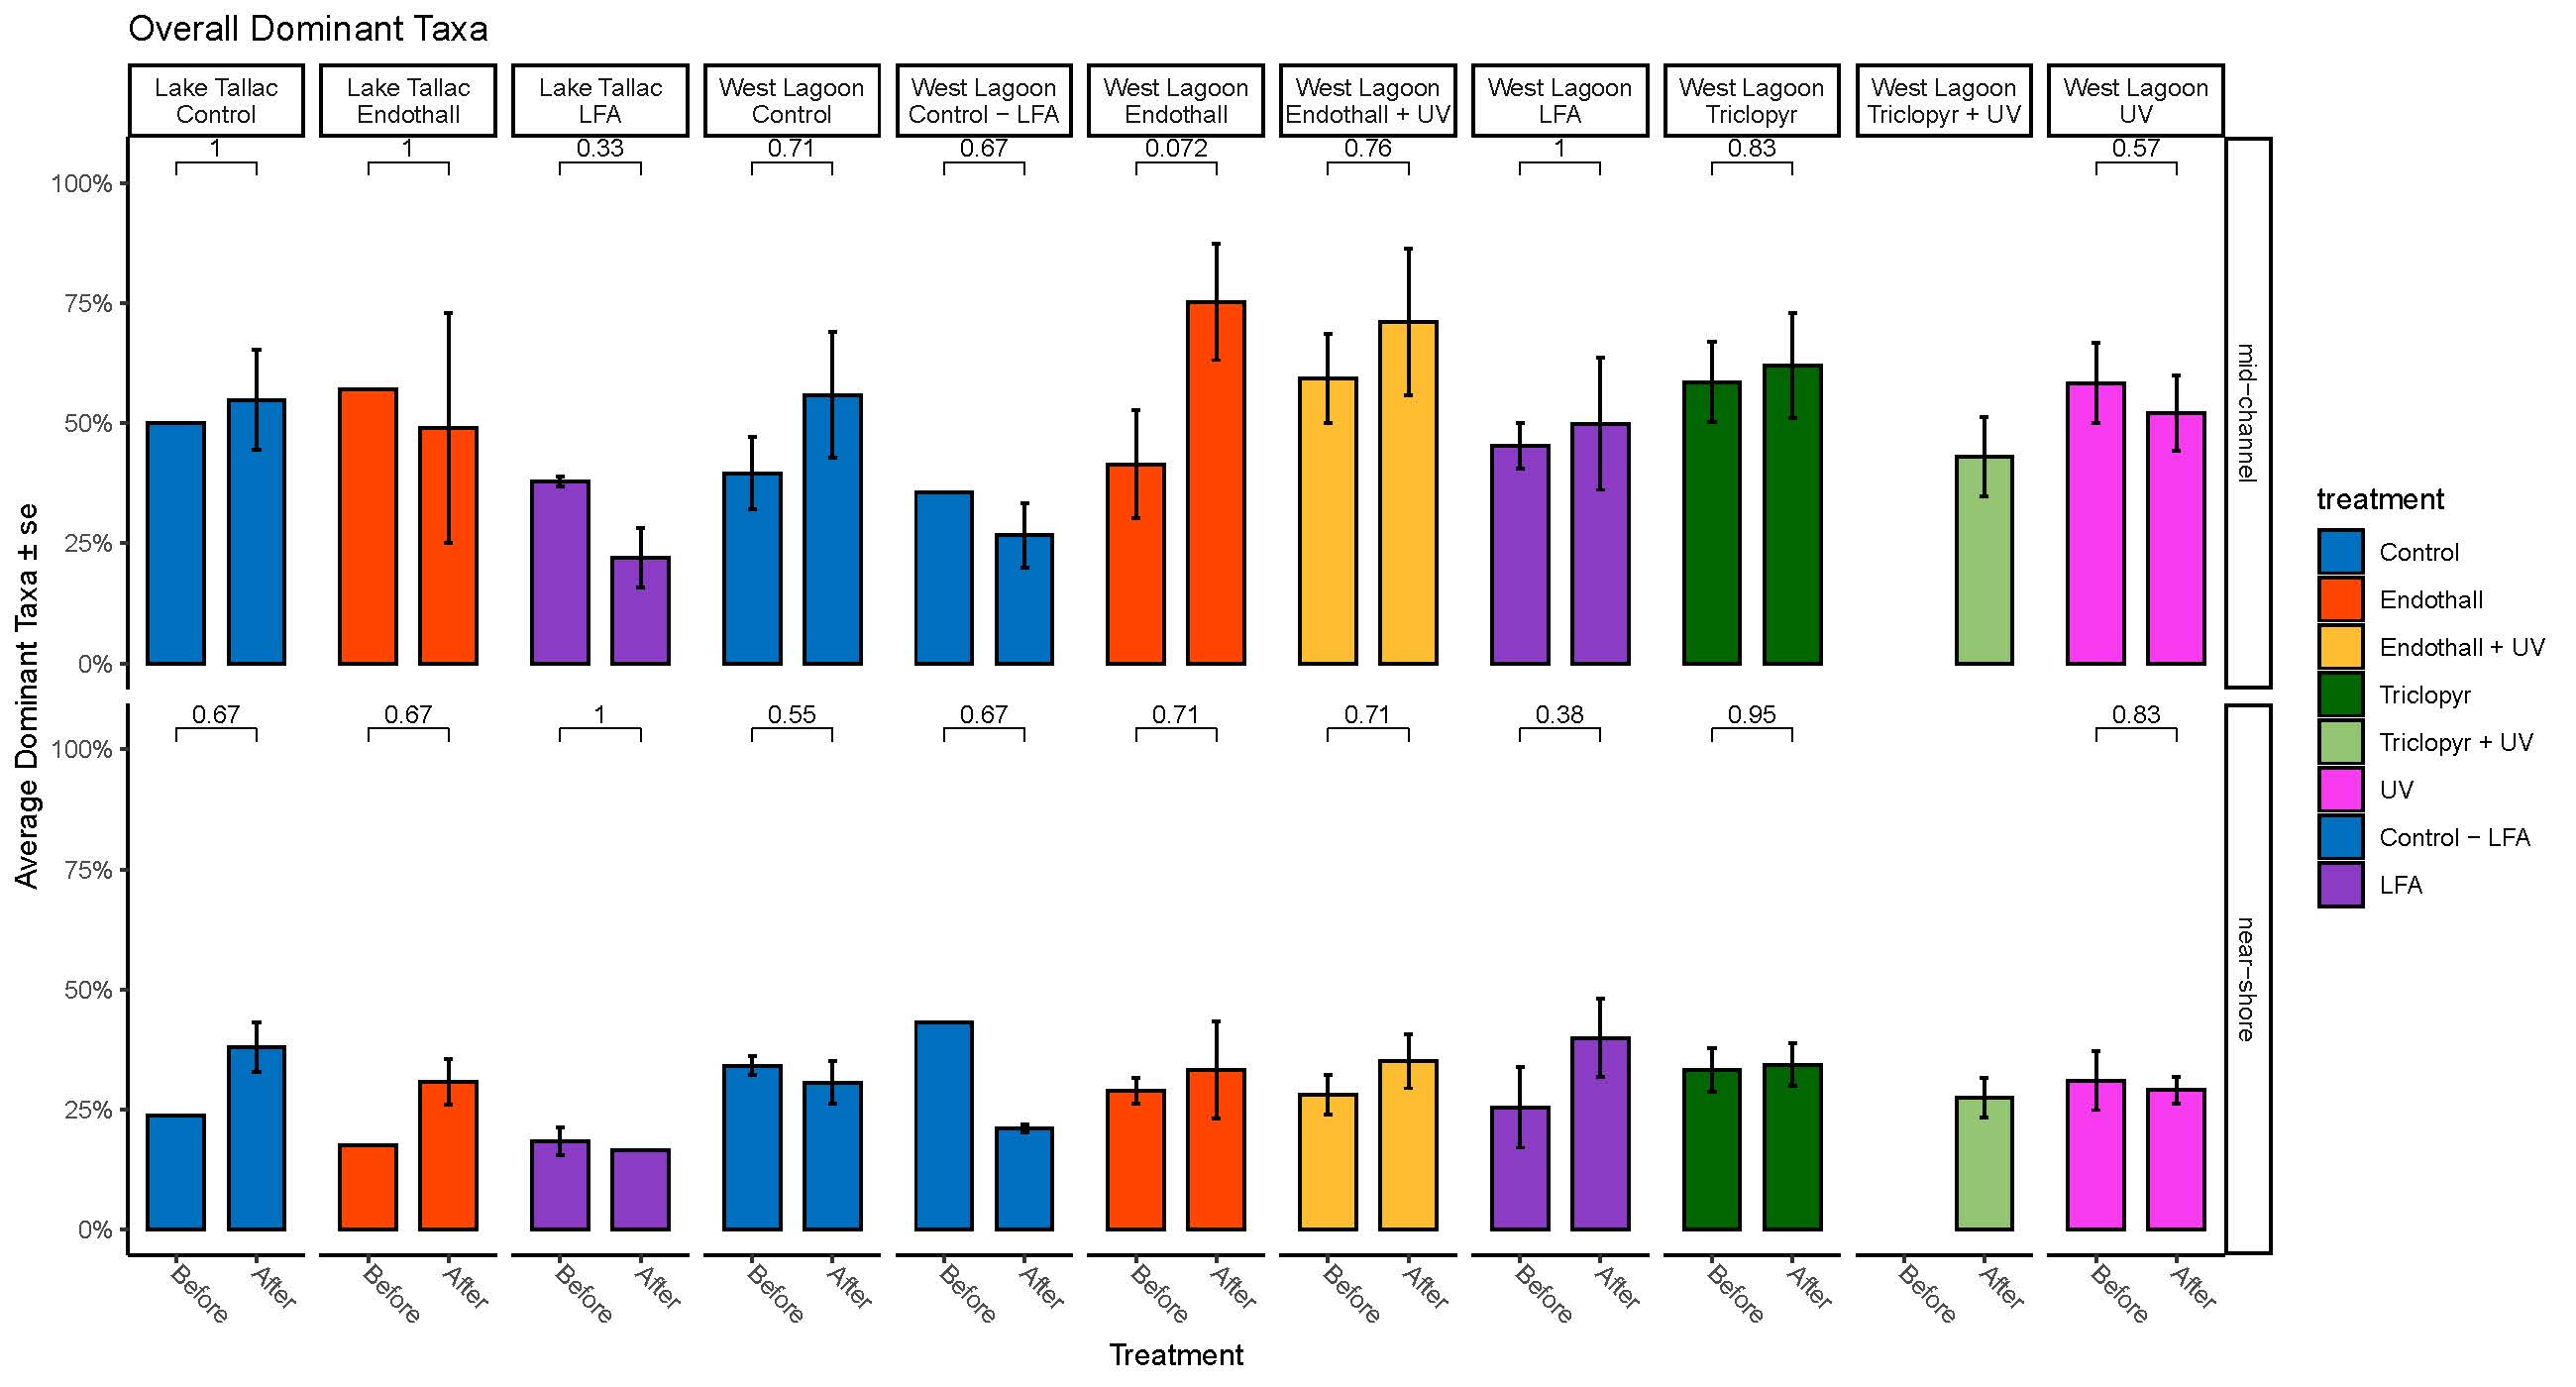 Overall Dominant Taxa
Lake Tallac
Control
Lake Tallac
Endothall
Lake Tallac
LFA
West Lagoon
Control
West Lagoon
Control − LFA
West Lagoon
Endothall
West Lagoon
Endothall + UV
West Lagoon
LFA
West Lagoon
Triclopyr
West Lagoon
Triclopyr + UV
West Lagoon
UV
1
1
0.33
0.71
0.67
0.072
0.76
1
0.83
0.57
100%
75%
50%
25%
0%
mid−channel
0.67
0.67
1
0.55
0.67
0.71
0.71
0.38
0.95
0.83
100%
75%
50%
25%
0%
near−shore
Average Dominant Taxa ± se
Before
After
Before
After
Before
After
Before
After
Before
After
Before
After
Before
After
Before
After
Before
After
Before
After
Before
After
Treatment
treatment
Control
Endothall
Endothall + UV
Triclopyr
Triclopyr + UV
UV
Control − LFA
LFA